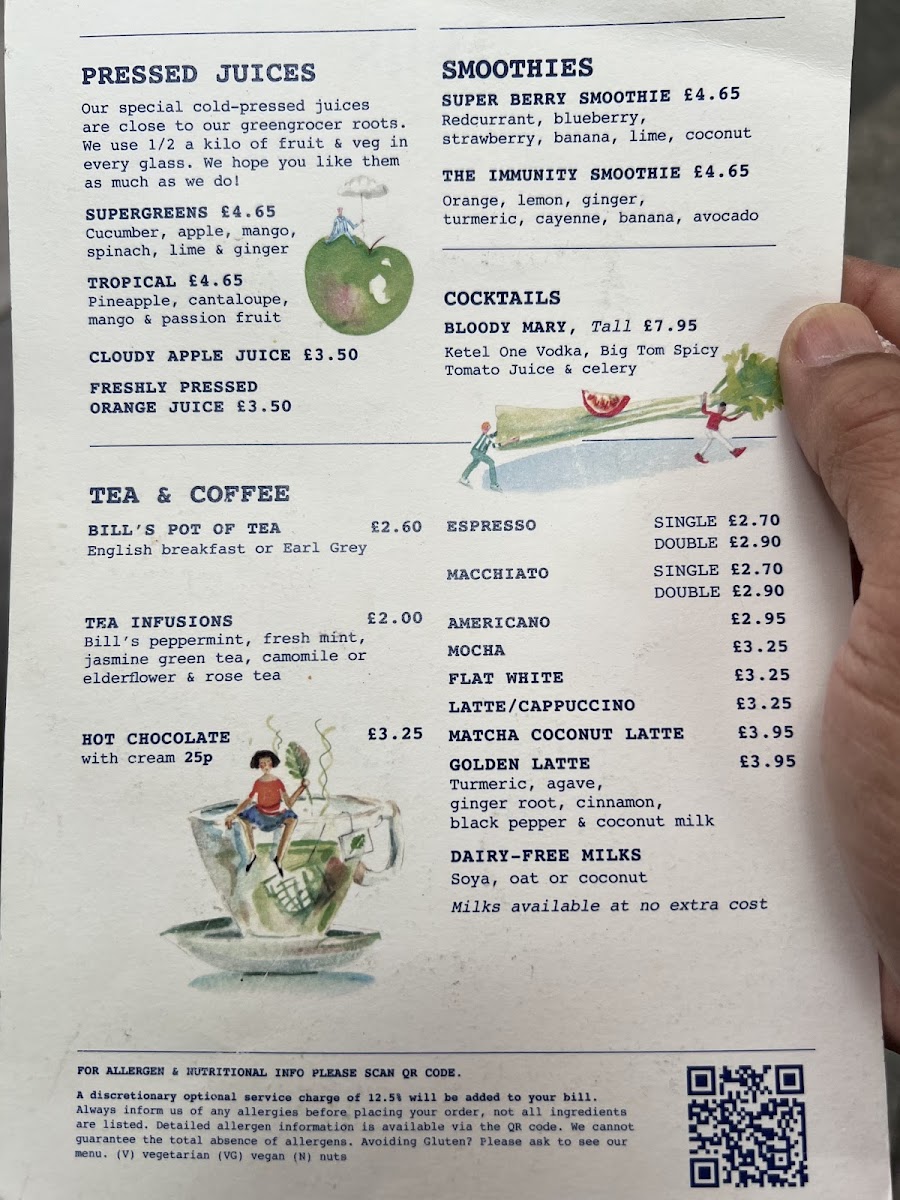 PRESSED JUICES
Our special cold-pressed juices
are close to our greengrocer roots.
We use 1/2 a kilo of fruit & veg in
every glass. We hope you like them
as much as we do!
SUPERGREENS £4.65
Cucumber, apple, mango,
spinach, lime & ginger
TROPICAL £4.65
Pineapple, cantaloupe,
mango & passion fruit
CLOUDY APPLE JUICE £3.50
FRESHLY PRESSED
ORANGE JUICE £3.50
SMOOTHIES
SUPER BERRY SMOOTHIE £4.65
Redcurrant, blueberry,
strawberry, banana, lime, coconut
THE IMMUNITY SMOOTHIE £4.65
Orange, lemon, ginger,
turmeric, cayenne, banana, avocado
COCKTAILS
BLOODY MARY, Tall £7.95
Ketel One Vodka, Big Tom Spicy
Tomato Juice & celery
TEA & COFFEE
BILL'S POT OF TEA £2.60
English breakfast or Earl Grey
TEA INFUSIONS £2.00
Bill's peppermint, fresh mint,
jasmine green tea, camomile or
elderflower & rose tea
HOT CHOCOLATE £3.25
with cream 25p
ESPRESSO SINGLE £2.70
DOUBLE £2.90
MACCHIATO SINGLE £2.70
DOUBLE £2.90
AMERICANO £2.95
MOCHA £3.25
FLAT WHITE £3.25
LATTE/CAPPUCCINO £3.25
MATCHA COCONUT LATTE £3.95
GOLDEN LATTE £3.95
Turmeric, agave,
ginger root, cinnamon,
black pepper & coconut milk
DAIRY-FREE MILKS
Soya, oat or coconut
Milks available at no extra cost
FOR ALLERGEN & NUTRITIONAL INFO PLEASE SCAN QR CODE.
A discretionary optional service charge of 12.5% will be added to your bill.
Always inform us of any allergies before placing your order, not all ingredients
are listed. Detailed allergen information is available via the QR code. We cannot
guarantee the total absence of allergens. Avoiding Gluten? Please ask to see our
menu. (V) vegetarian (VG) vegan (N) nuts